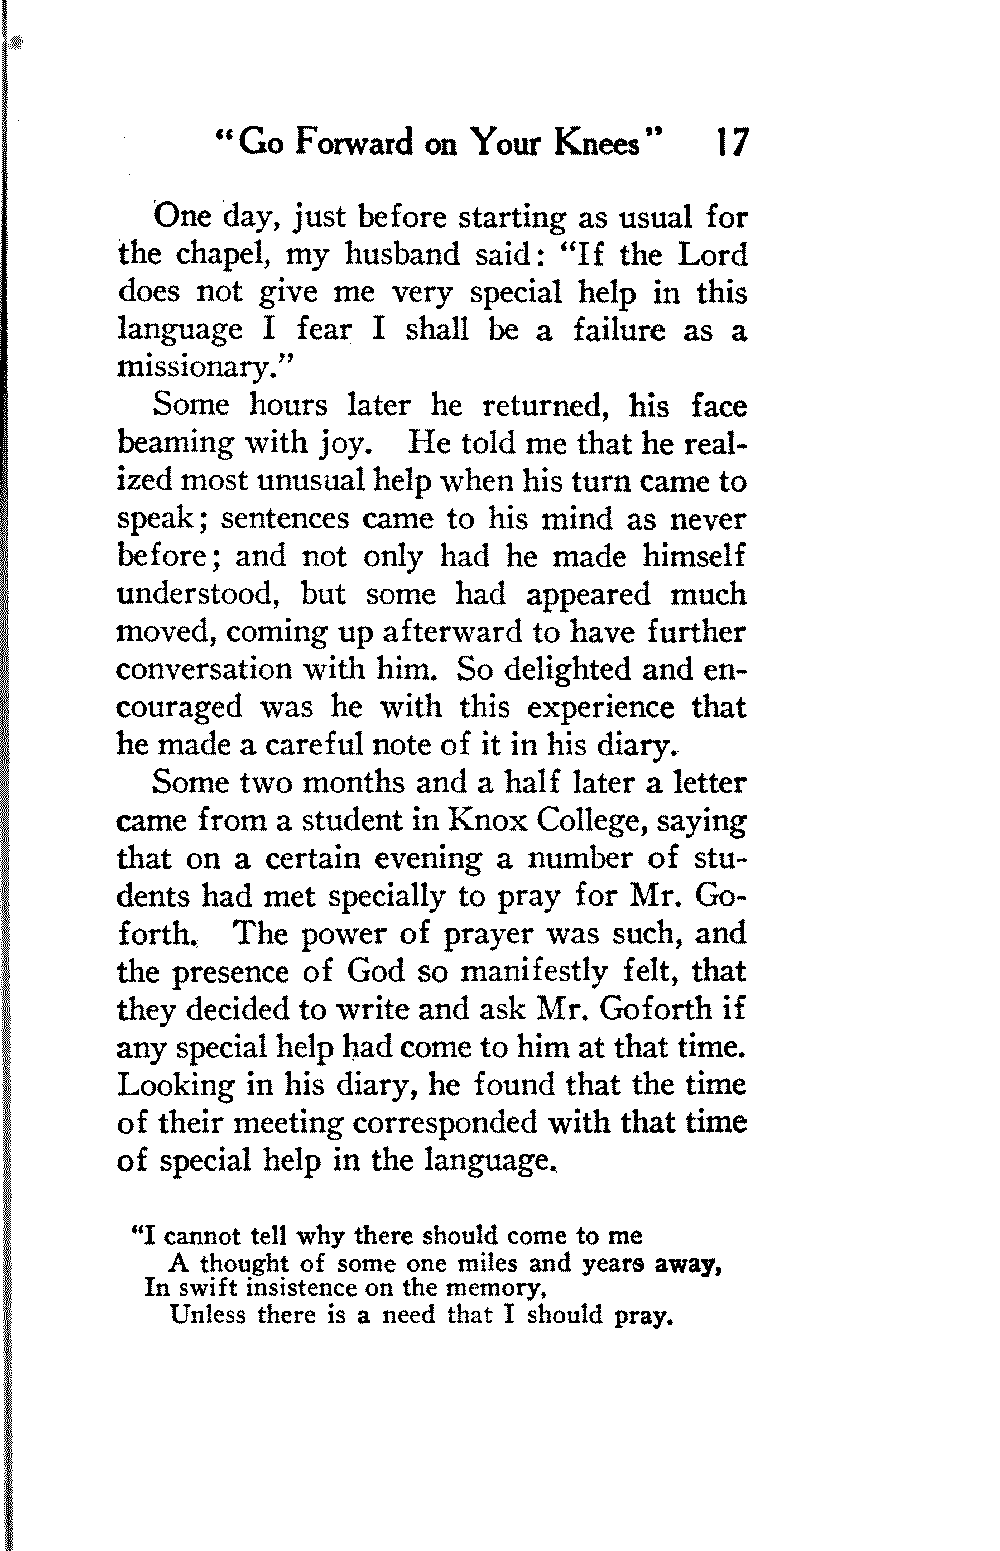 "Go Forward on Your Knees" 17
One day, just before starting as usual for
the chapel, my husband said: "If the Lord
does not give me very special help in this
language I fear I shall be a failure as a
missionary."
Some hours later he returned, his face
beaming with joy. He told me that he real-
ized most unusual help when his turn came to
speak; sentences came to his mind as never
before; and not only had he made himself
understood, but some had appeared much
moved, coming up afterward to have further
conversation with him. So delighted and en-
couraged was he with this experience that
he made a careful note of it in his diary.
Some two months and a half later a letter
came from a student in Knox College, saying
that on a certain evening a number of stu-
dents had met specially to pray for Mr. Go-
forth. The power of prayer was such, and
the presence of God so manifestly felt, that
they decided to write and ask Mr. Goforth if
any special help had come to him at that time.
Looking in his diary, he found that the time
of their meeting corresponded with that time
of special help in the language.
"I cannot tell why there should come to me
A thought of some one miles and years away,
In swift insistence on the memory,
Unless there is a need that I should pray.